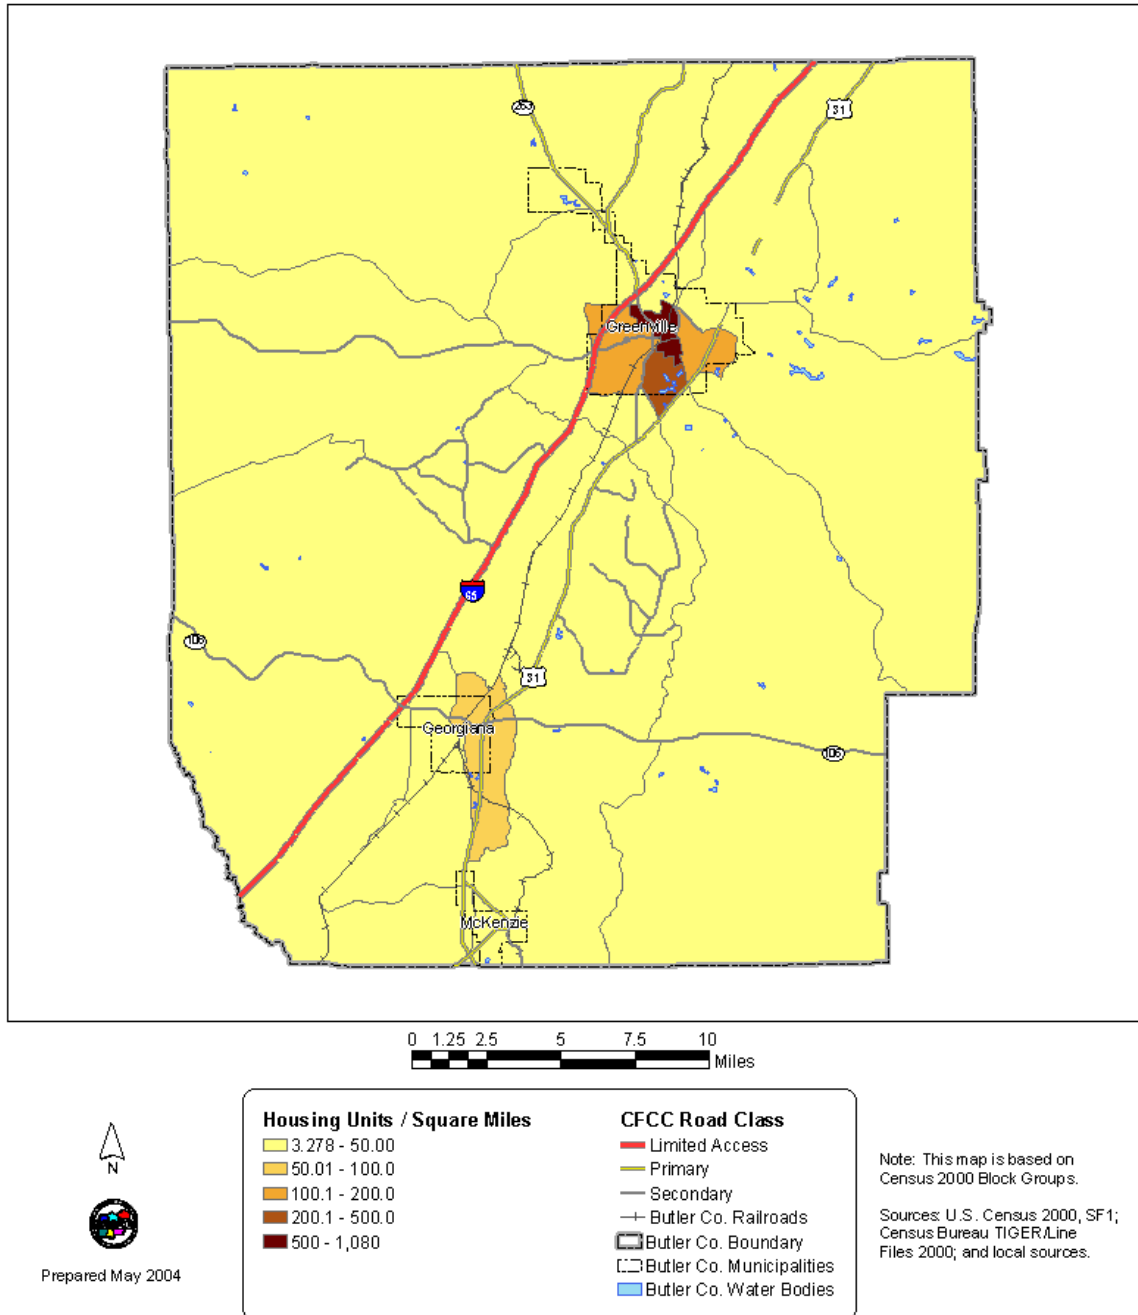 263
31
Greenville
65
106
31
Georgiana
106
McKenzie
0 1.25 2.5 5 7.5 10
Miles
Housing Units / Square Miles
3.278 - 50.00
50.01 - 100.0
100.1 - 200.0
200.1 - 500.0
500 - 1,080
CFCC Road Class
Limited Access
Primary
Secondary
Butler Co. Railroads
Butler Co. Boundary
Butler Co. Municipalities
Butler Co. Water Bodies
N
Prepared May 2004
Note: This map is based on
Census 2000 Block Groups.
Sources: U.S. Census 2000, SF1;
Census Bureau TIGER/Line
Files 2000; and local sources.